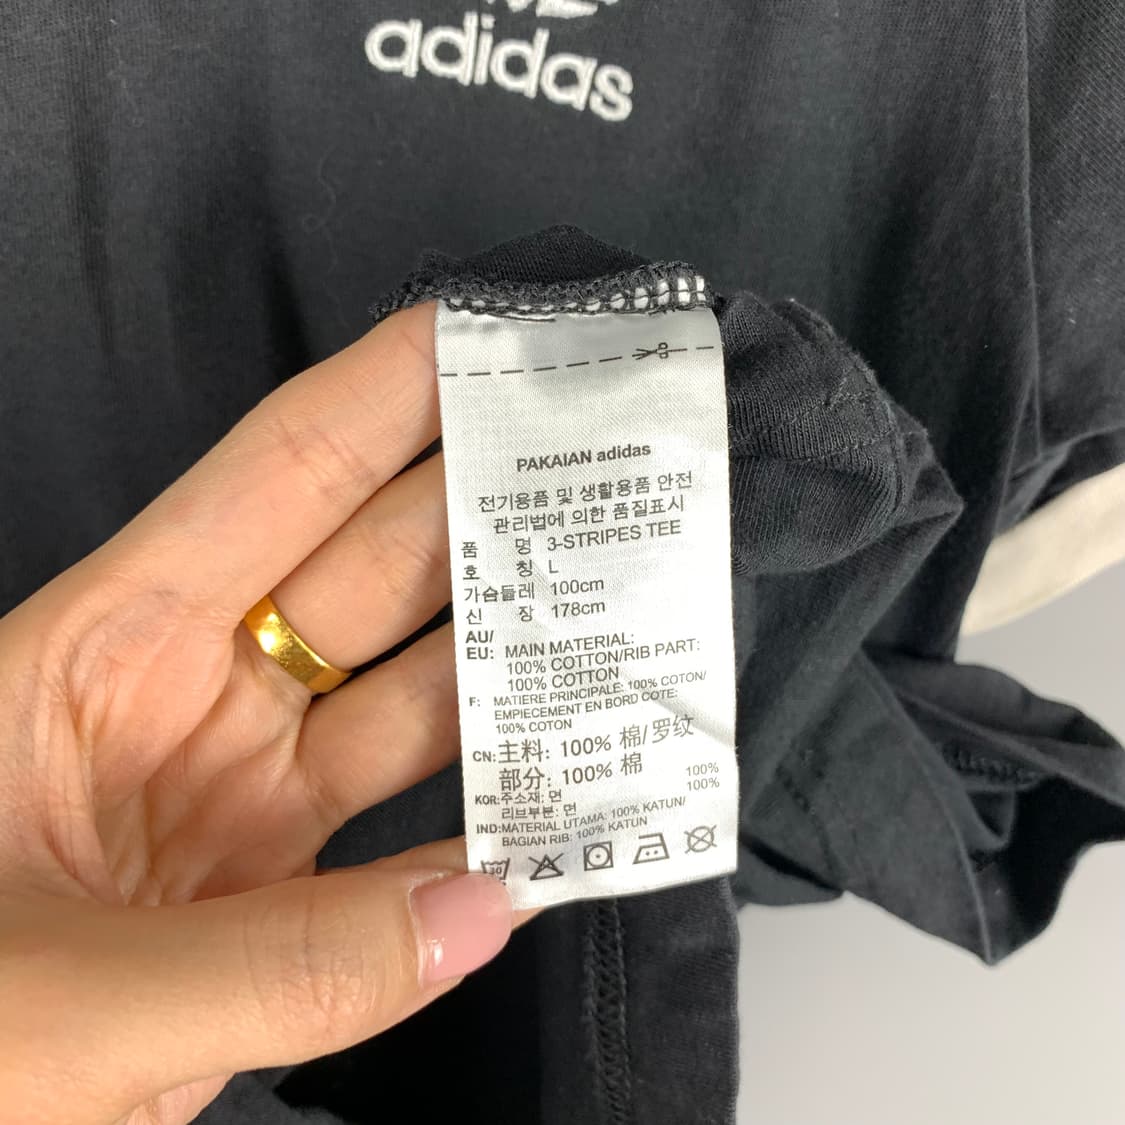 adidas
PAKAIAN adidas
전기용품 및 생활용품 안전
관리법에 의한 품질표시
품 명 3-STRIPES TEE
호 칭 L
가슴둘레 100cm
신 장 178cm
AU/
EU: MAIN MATERIAL:
100% COTTON/RIB PART:
100% COTTON
F: MATIERE PRINCIPALE: 100% COTON/
EMPIECEMENT EN BORD COTE:
100% COTON
CN: 主料: 100% 棉/罗纹
部分: 100% 棉
KOR: 주소재: 면 100%
리브부분: 면 100%
IND: MATERIAL UTAMA: 100% KATUN/
BAGIAN RIB: 100% KATUN
30